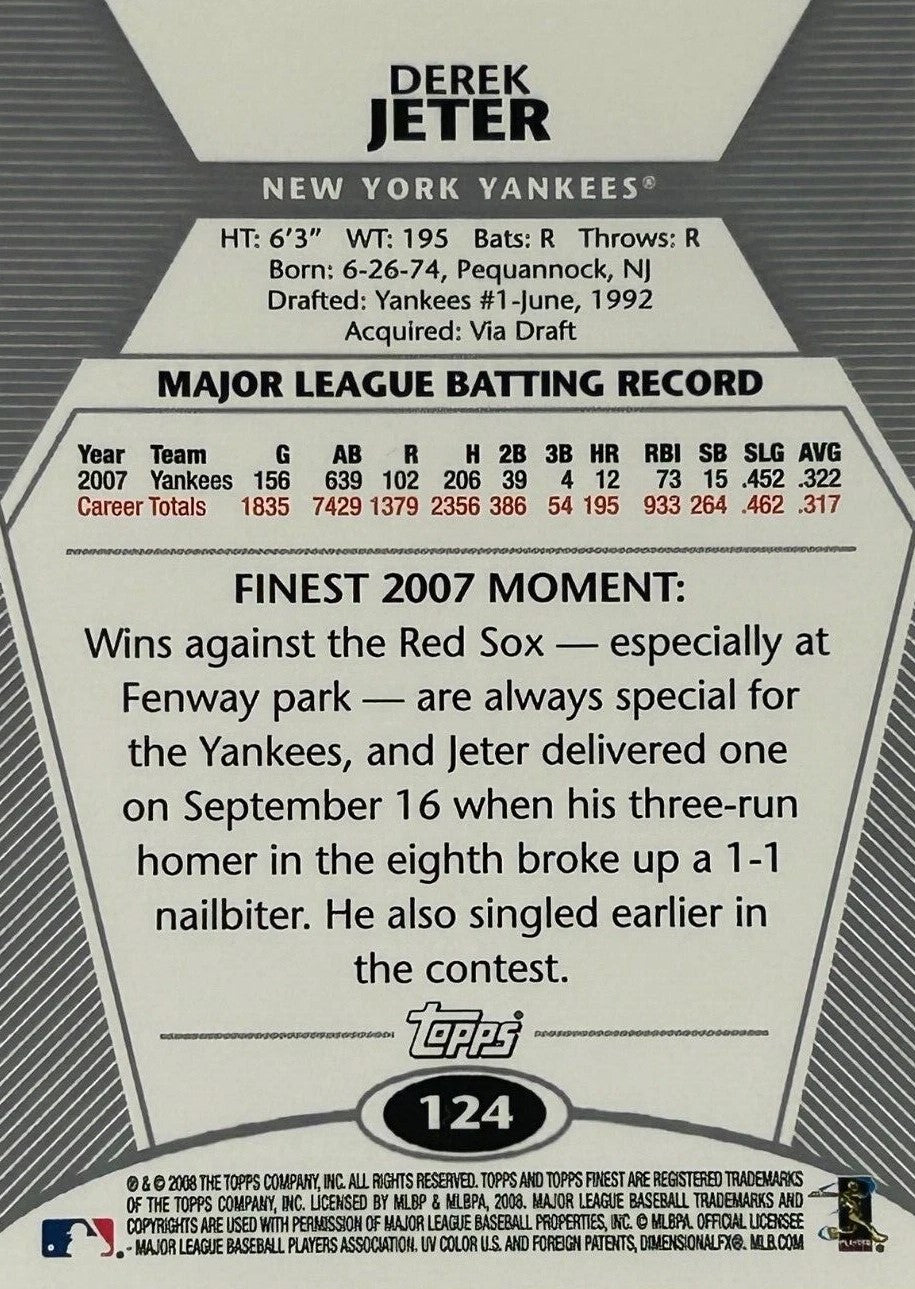 DEREK
JETER
NEW YORK YANKEES®
HT: 6'3" WT: 195 Bats: R Throws: R
Born: 6-26-74, Pequannock, NJ
Drafted: Yankees #1-June, 1992
Acquired: Via Draft
MAJOR LEAGUE BATTING RECORD
Year Team G AB R H 2B 3B HR RBI SB SLG AVG
2007 Yankees 156 639 102 206 39 4 12 73 15 .452 .322
Career Totals 1835 7429 1379 2356 386 54 195 933 264 .462 .317
FINEST 2007 MOMENT:
Wins against the Red Sox — especially at
Fenway park — are always special for
the Yankees, and Jeter delivered one
on September 16 when his three-run
homer in the eighth broke up a 1-1
nailbiter. He also singled earlier in
the contest.
Topps®
124
® & © 2008 THE TOPPS COMPANY, INC. ALL RIGHTS RESERVED. TOPPS AND TOPPS FINEST ARE REGISTERED TRADEMARKS
OF THE TOPPS COMPANY, INC. LICENSED BY MLBP & MLBPA, 2008. MAJOR LEAGUE BASEBALL TRADEMARKS AND
COPYRIGHTS ARE USED WITH PERMISSION OF MAJOR LEAGUE BASEBALL PROPERTIES, INC. © MLBPA. OFFICIAL LICENSEE
- MAJOR LEAGUE BASEBALL PLAYERS ASSOCIATION. UV COLOR U.S. AND FOREIGN PATENTS, DIMENSIONALFX®. MLB.COM